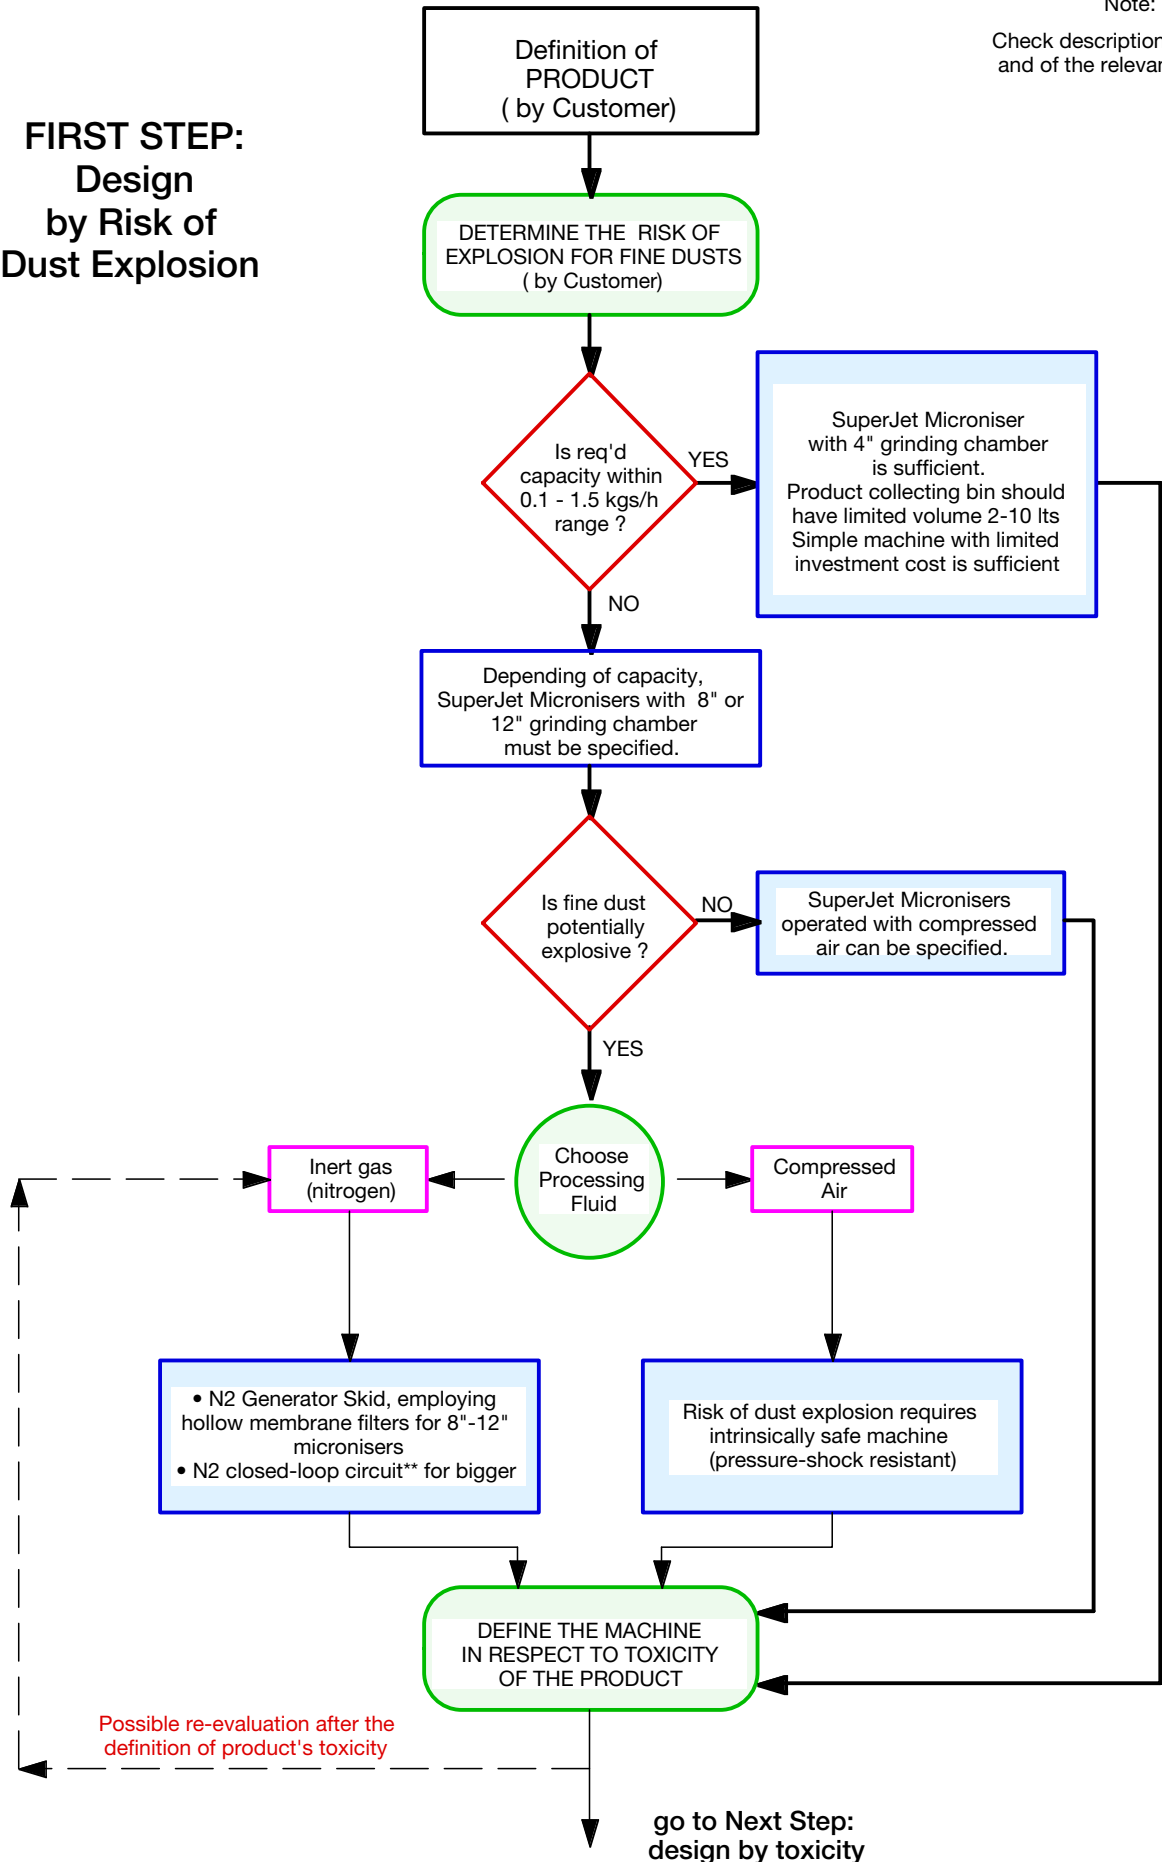 Note:
Check description
and of the relevan
Definition of
PRODUCT
( by Customer)
FIRST STEP:
Design
by Risk of
Dust Explosion
DETERMINE THE RISK OF
EXPLOSION FOR FINE DUSTS
( by Customer)
Is req'd
capacity within
0.1 - 1.5 kgs/h
range ?
YES
SuperJet Microniser
with 4" grinding chamber
is sufficient.
Product collecting bin should
have limited volume 2-10 lts
Simple machine with limited
investment cost is sufficient
NO
Depending of capacity,
SuperJet Micronisers with 8" or
12" grinding chamber
must be specified.
Is fine dust
potentially
explosive ?
NO
SuperJet Micronisers
operated with compressed
air can be specified.
YES
Choose
Processing
Fluid
Inert gas
(nitrogen)
Compressed
Air
• N2 Generator Skid, employing
hollow membrane filters for 8"-12"
micronisers
• N2 closed-loop circuit** for bigger
Risk of dust explosion requires
intrinsically safe machine
(pressure-shock resistant)
DEFINE THE MACHINE
IN RESPECT TO TOXICITY
OF THE PRODUCT
Possible re-evaluation after the
definition of product's toxicity
go to Next Step:
design by toxicity